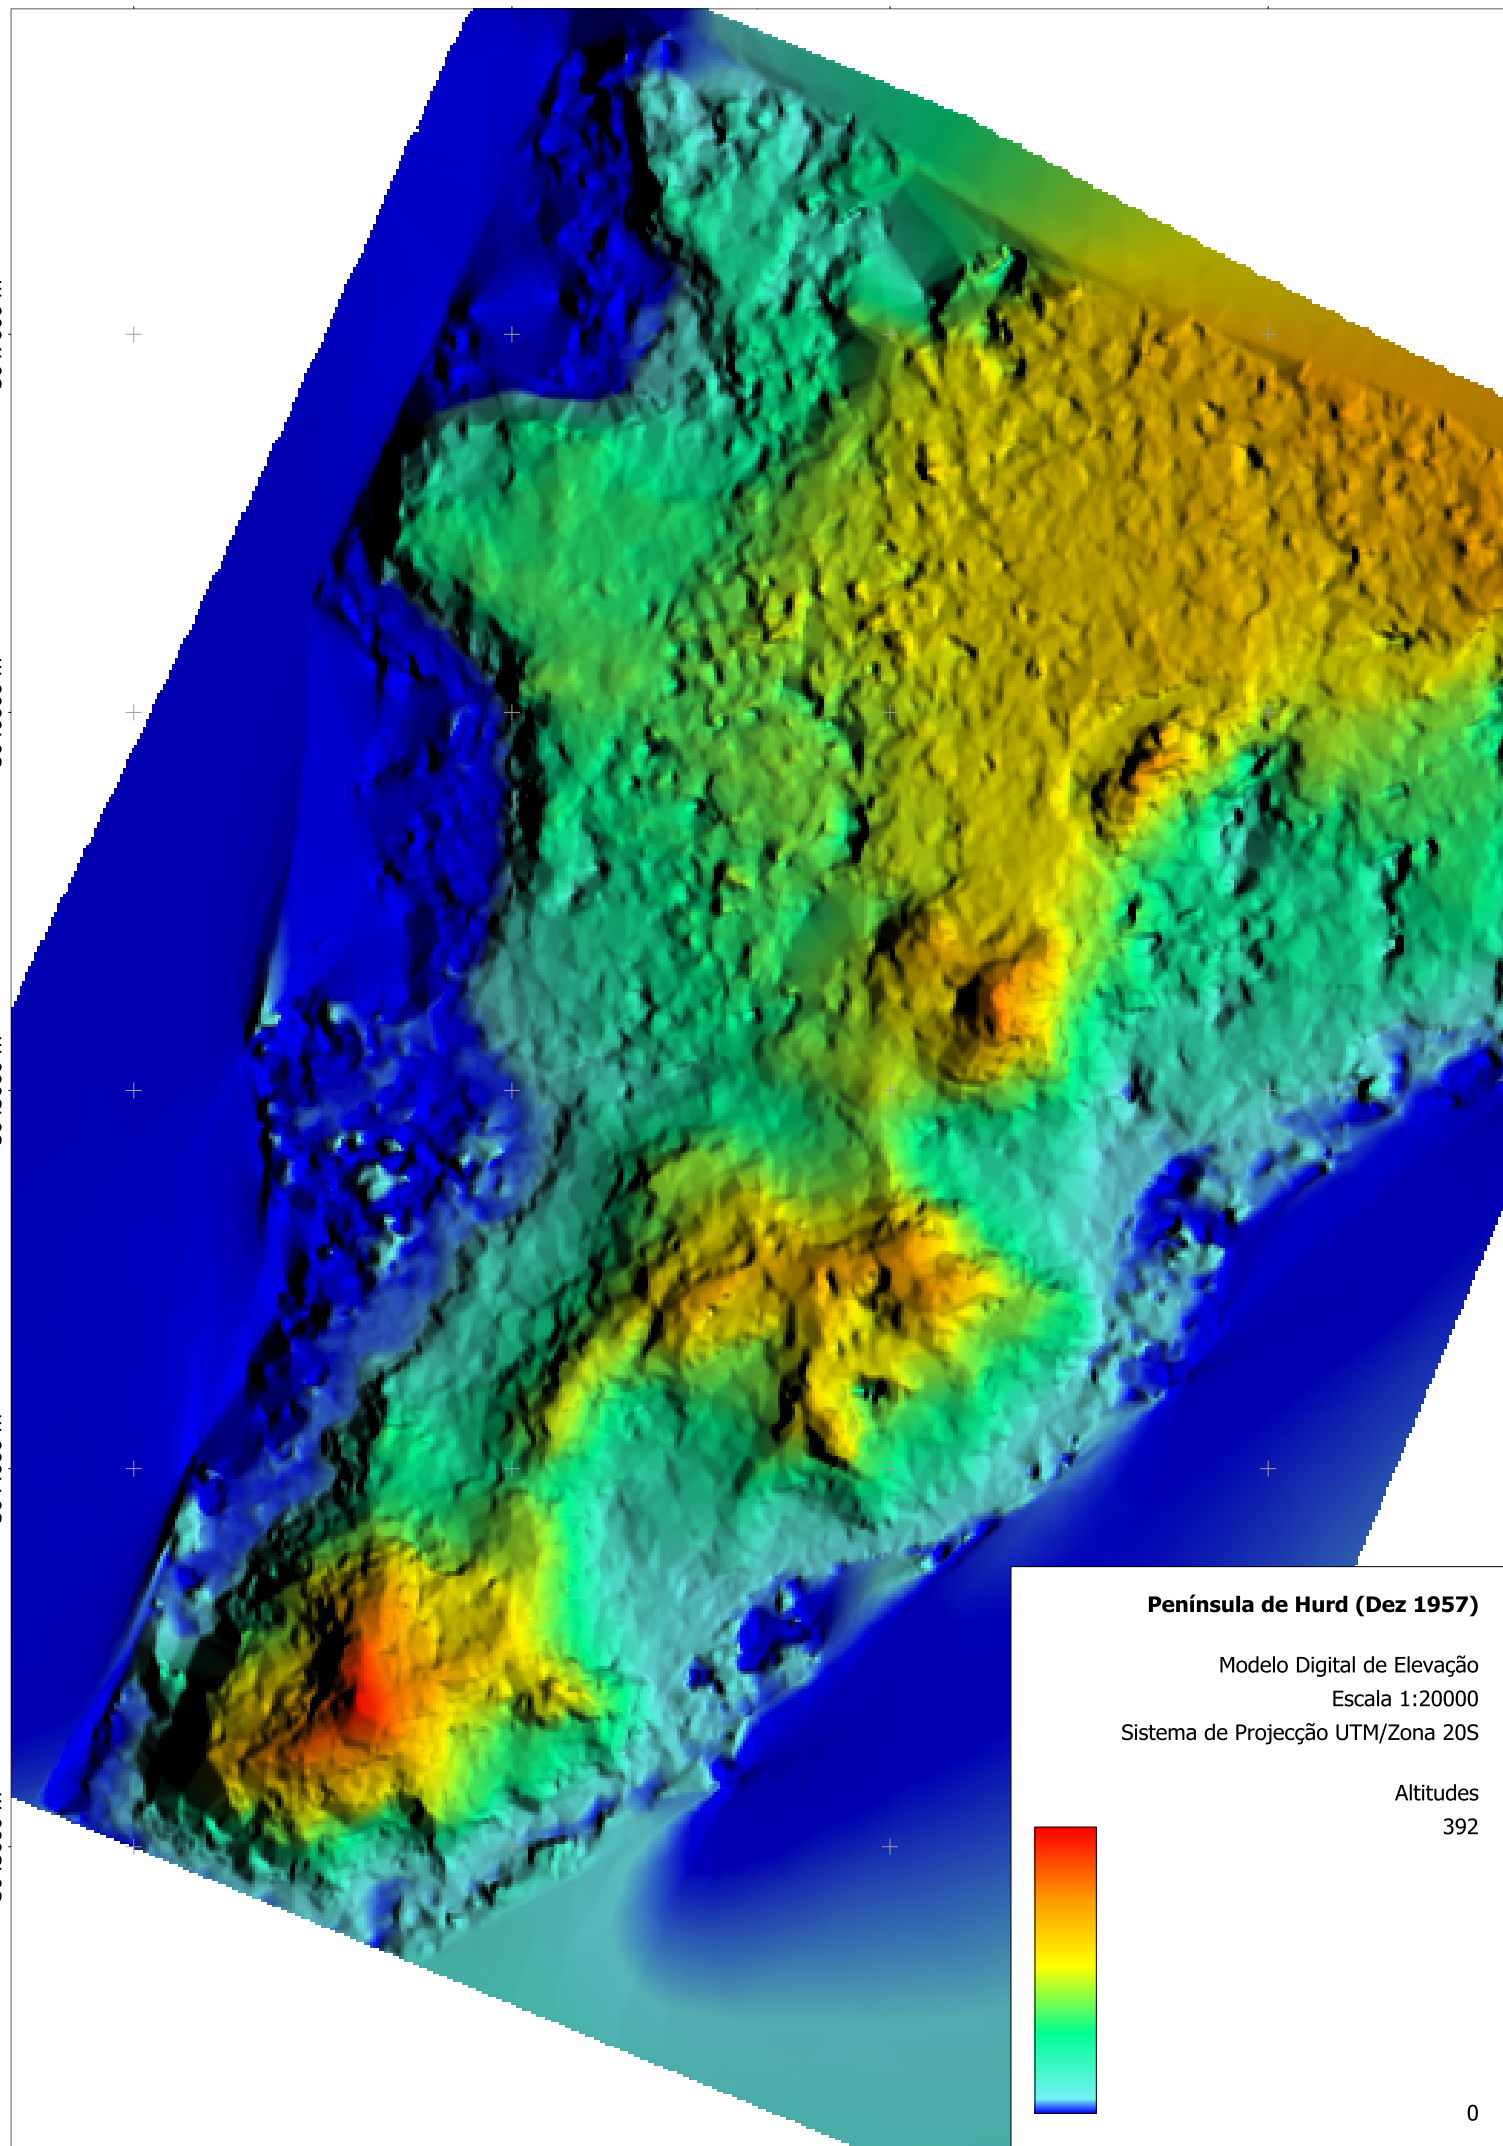 Península de Hurd (Dez 1957)
Modelo Digital de Elevação
Escala 1:20000
Sistema de Projecção UTM/Zona 20S
Altitudes
392
0